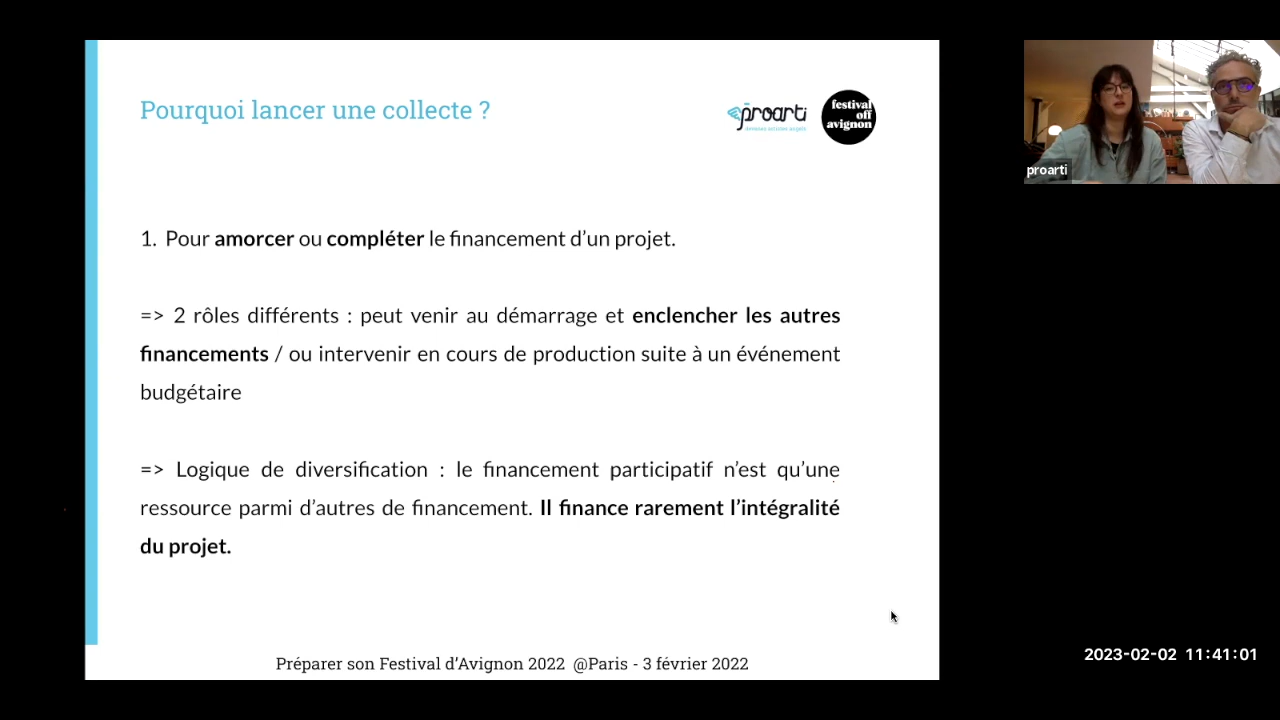 Pourquoi lancer une collecte ?
proarti
festival
off
avignon
1. Pour amorcer ou compléter le financement d’un projet.
=> 2 rôles différents : peut venir au démarrage et enclencher les autres
financements / ou intervenir en cours de production suite à un événement
budgétaire
=> Logique de diversification : le financement participatif n’est qu’une
ressource parmi d’autres de financement. Il finance rarement l’intégralité
du projet.
Préparer son Festival d’Avignon 2022 @Paris - 3 février 2022
proarti
2023-02-02 11:41:01